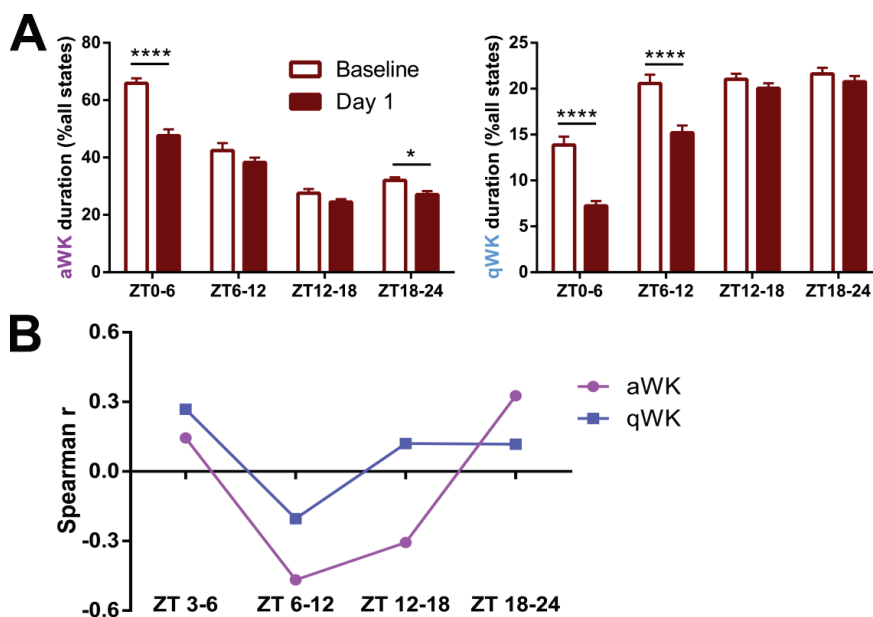 A
aWK duration (%all states)
80
60
40
20
0
****
*
Baseline
Day 1
ZT0-6
ZT6-12
ZT12-18
ZT18-24
qWK duration (%all states)
25
20
15
10
5
0
****
****
ZT0-6
ZT6-12
ZT12-18
ZT18-24
B
Spearman r
0.6
0.3
0.0
-0.3
-0.6
aWK
qWK
ZT 3-6
ZT 6-12
ZT 12-18
ZT 18-24